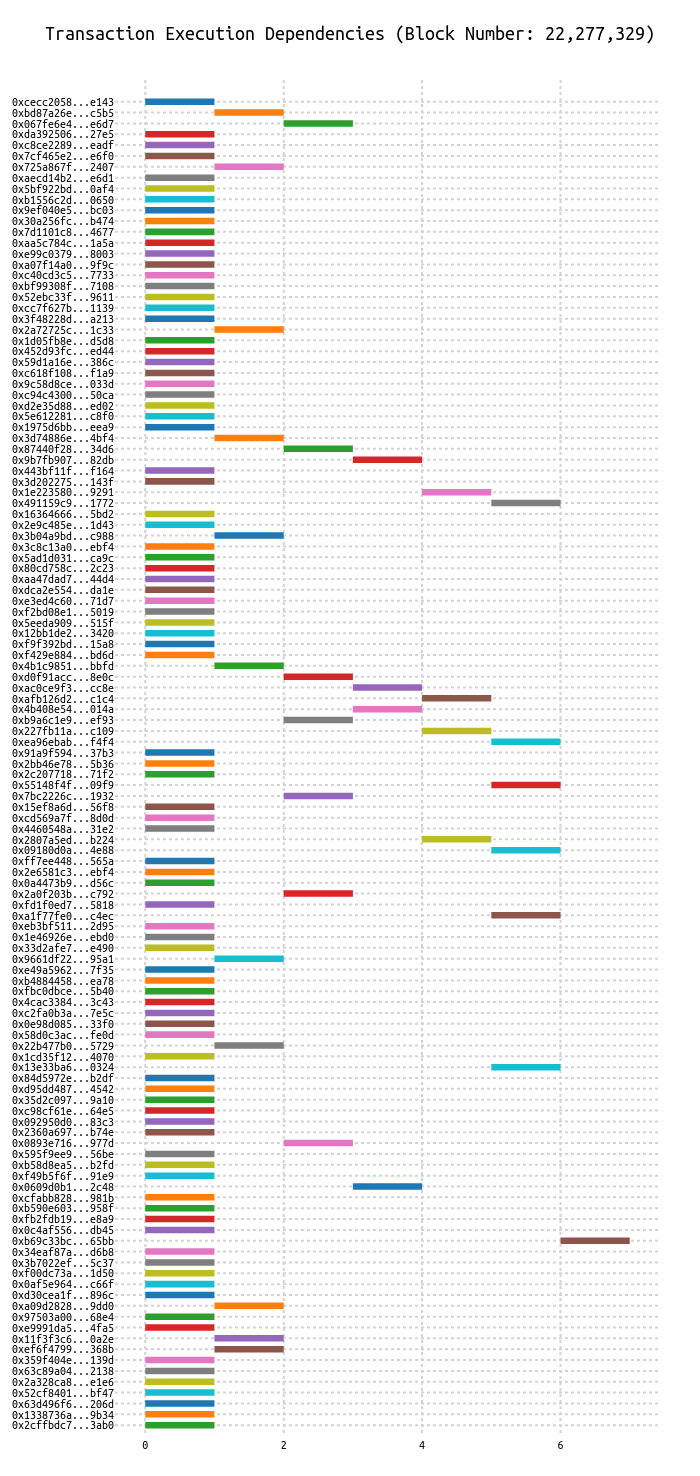 Transaction Execution Dependencies (Block Number: 22,277,329)
0xcecc2058...e143
0xbd87a26e...c5b5
0x067fe6e4...e6d7
0xda392506...27e5
0xc8ce2289...eadf
0x7cf465e2...e6f0
0x725a867f...2407
0xaecd14b2...e6d1
0x5bf922bd...0af4
0xb1556c2d...0650
0x9ef040e5...bc03
0x30a256fc...b474
0x7d1101c8...4677
0xaa5c784c...1a5a
0xe99c0379...8003
0xa07f14a0...9f9c
0xc40cd3c5...7733
0xbf99308f...7108
0x52ebc33f...9611
0xcc7f627b...1139
0x3f48228d...a213
0x2a72725c...1c33
0x1d05fb8e...d5d8
0x452d93fc...ed44
0x59d1a16e...386c
0xc618f108...f1a9
0x9c58d8ce...033d
0xc94c4300...50ca
0xd2e35d88...ed02
0x5e612281...c8f0
0x1975d6bb...eea9
0x3d74886e...4bf4
0x87440f28...34d6
0x9b7fb907...82db
0x443bf11f...f164
0x3d202275...143f
0x1e223580...9291
0x491159c9...1772
0x16364666...5bd2
0x2e9c485e...1d43
0x3b04a9bd...c988
0x3c8c13a0...ebf4
0x5ad1d031...ca9c
0x80cd758c...2c23
0xaa47dad7...44d4
0xdca2e554...da1e
0xe3ed4c60...71d7
0xf2bd08e1...5019
0x5eeda909...515f
0x12bb1de2...3420
0xf9f392bd...15a8
0xf429e884...bd6d
0x4b1c9851...bbfd
0xd0f91acc...8e0c
0xac0ce9f3...cc8e
0xafb126d2...c1c4
0x4b408e54...014a
0xb9a6c1e9...ef93
0x227fb11a...c109
0xea96ebab...f4f4
0x91a9f594...37b3
0x2bb46e78...5b36
0x2c207718...71f2
0x55148f4f...09f9
0x7bc2226c...1932
0x15ef8a6d...56f8
0xcd569a7f...8d0d
0x4460548a...31e2
0x2807a5ed...b224
0x09180d0a...4e88
0xff7ee448...565a
0x2e6581c3...ebf4
0x0a4473b9...d56c
0x2a0f203b...c792
0xfd1f0ed7...5818
0xa1f77fe0...c4ec
0xeb3bf511...2d95
0x1e46926e...ebd0
0x33d2afe7...e490
0x9661df22...95a1
0xe49a5962...7f35
0xb4884458...ea78
0xfbc0dbce...5b40
0x4cac3384...3c43
0xc2fa0b3a...7e5c
0x0e98d085...33f0
0x58d0c3ac...fe0d
0x22b477b0...5729
0x1cd35f12...4070
0x13e33ba6...0324
0x84d5972e...b2df
0xd95dd487...4542
0x35d2c097...9a10
0xc98cf61e...64e5
0x092950d0...83c3
0x2360a697...b74e
0x0893e716...977d
0x595f9ee9...56be
0xb58d8ea5...b2fd
0xf49b5f6f...91e9
0x0609d0b1...2c48
0xcfabb828...981b
0xb590e603...958f
0xfb2fdb19...e8a9
0x0c4af556...db45
0xb69c33bc...65bb
0x34eaf87a...d6b8
0x3b7022ef...5c37
0xf00dc73a...1d50
0x0af5e964...c66f
0xd30cea1f...896c
0xa09d2828...9dd0
0x97503a00...68e4
0xe9991da5...4fa5
0x11f3f3c6...0a2e
0xef6f4799...368b
0x359f404e...139d
0x63c89a04...2138
0x2a328ca8...e1e6
0x52cf8401...bf47
0x63d496f6...206d
0x1338736a...9b34
0x2cffbdc7...3ab0
0 2 4 6